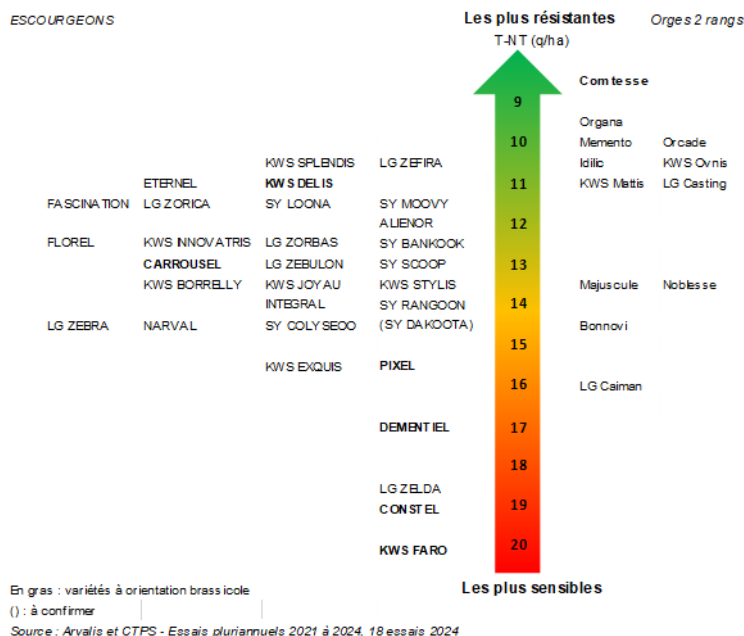 ESCOURGEONS Les plus résistantes Orges 2 rangs
T-NT (q/ha)
Comtesse
9
Organa
10 Memento Orcade
KWS SPLENDIS LG ZEFIRA Idilic KWS Ovnis
ETERNEL KWS DELIS 11 KWS Mattis LG Casting
FASCINATION LG ZORICA SY LOONA SY MOOVY
ALIENOR 12
FLOREL KWS INNOVATRIS LG ZORBAS SY BANKOOK
CARROUSEL LG ZEBULON SY SCOOP 13
KWS BORRELLY KWS JOYAU KWS STYLIS Majuscule Noblesse
INTEGRAL SY RANGOON 14
LG ZEBRA NARVAL SY COLYSEOO (SY DAKOOTA) Bonnovi
15
KWS EXQUIS PIXEL
16 LG Caiman
DEMENTIEL 17
18
LG ZELDA
CONSTEL 19
KWS FARO 20
En gras : variétés à orientation brassicole Les plus sensibles
() : à confirmer
Source : Arvalis et CTPS - Essais pluriannuels 2021 à 2024. 18 essais 2024